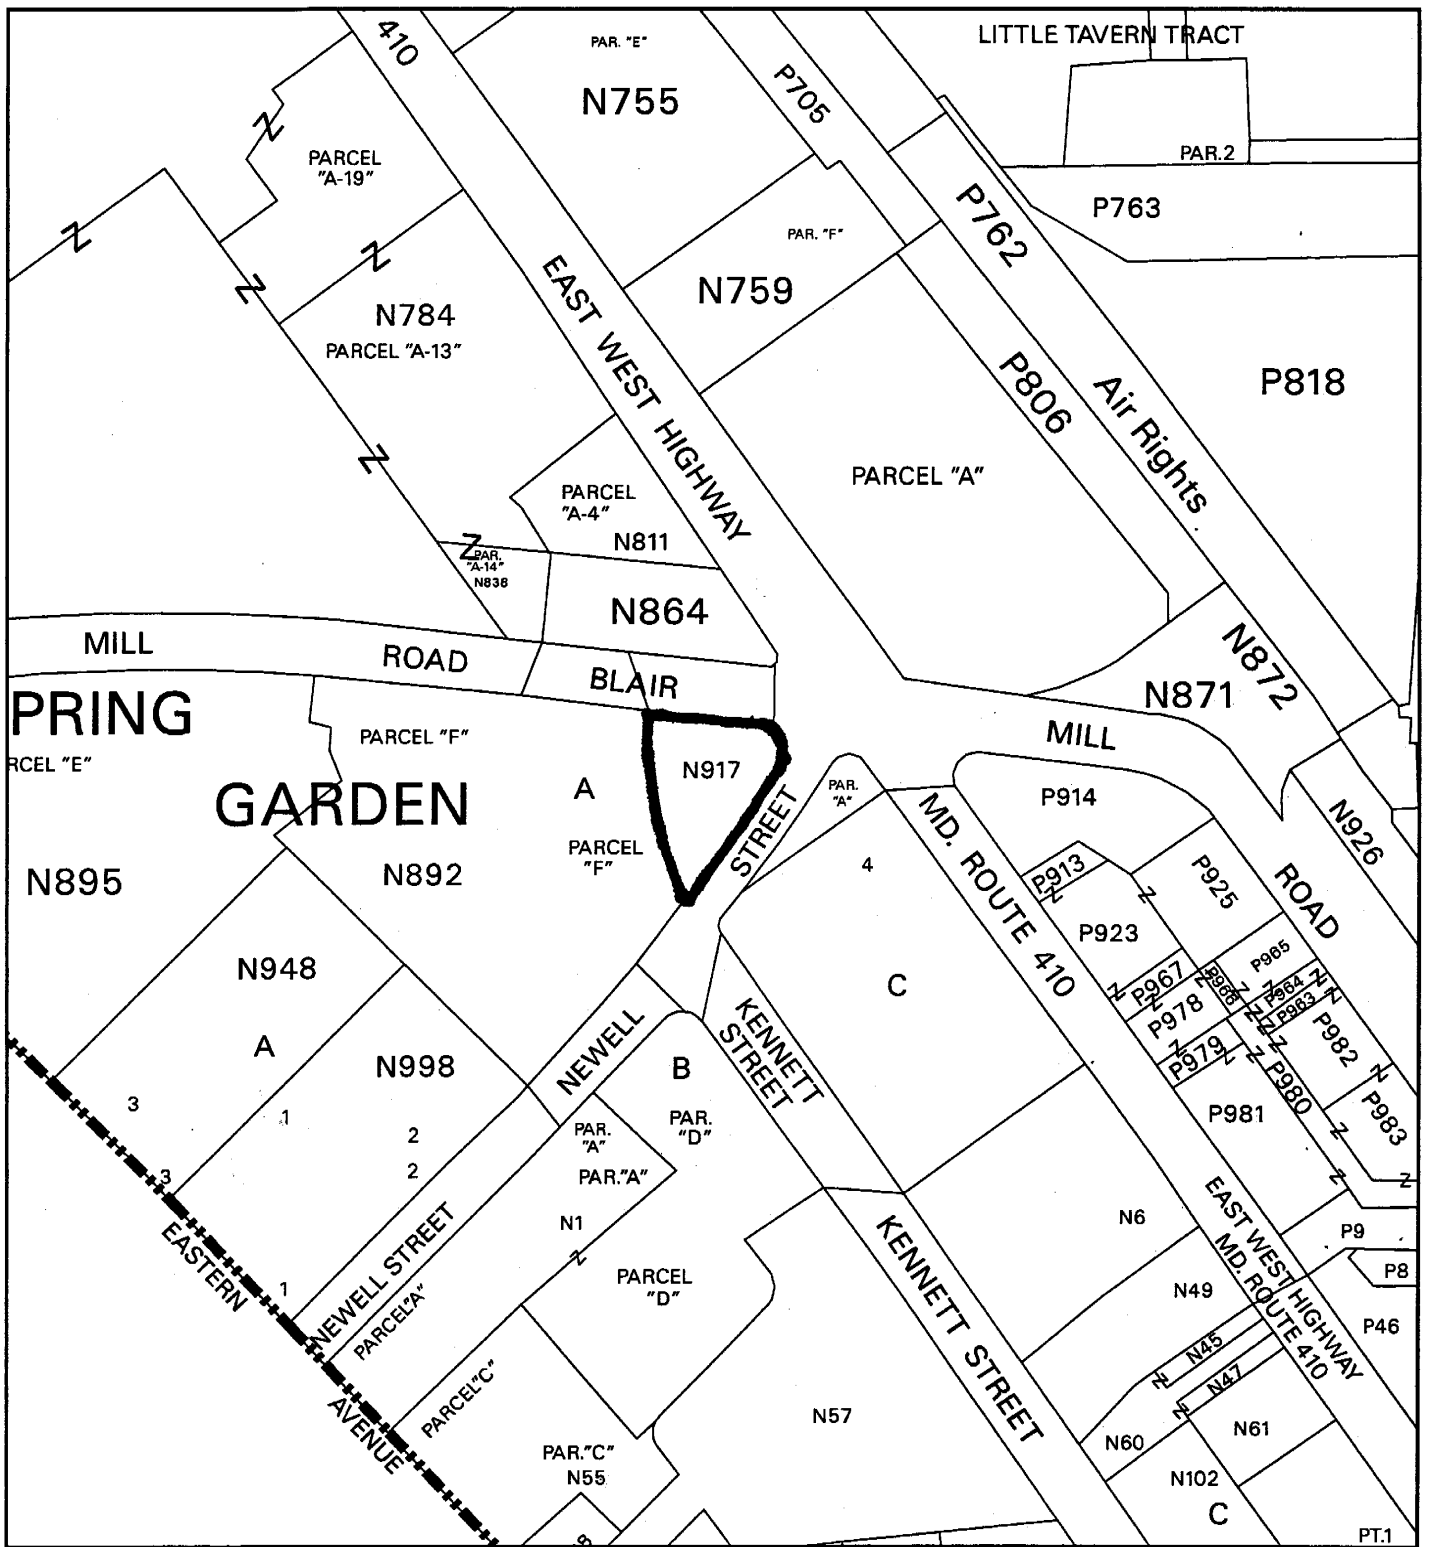 410
PAR. "E"
N755
P705
LITTLE TAVERN TRACT
PAR.2
Z
PARCEL
"A-19"
P762
P763
Z
Z
PAR. "F"
N759
Z
N784
PARCEL "A-13"
EAST WEST HIGHWAY
P806
Air Rights
P818
Z
PARCEL "A"
PARCEL
"A-4"
N811
Z
PAR.
"A-14"
N838
N864
MILL ROAD
BLAIR
N872
N871
PRING
PARCEL "F"
RCEL "E"
MILL
GARDEN
A
N917
PAR.
"A"
P914
STREET
MD. ROUTE 410
N926
PARCEL
"F"
4
N895
N892
P913
Z
Z
P925
ROAD
P923
N948
C
P965
P967
Z
Z
Z
P966
Z
Z
P964
Z
Z
P963
P978
Z
Z
Z
Z
P982
A
NEWELL
KENNETT
STREET
N998
B
Z
P979
Z
Z
P980
Z
P983
3
1
2
2
PAR.
"D"
PAR.
"A"
PAR."A"
P981
Z
3
Z
Z
EASTERN
NEWELL STREET
N1
Z
KENNETT STREET
N6
EAST WEST HIGHWAY
MD. ROUTE 410
P9
P8
1
PARCEL
"D"
N49
PARCEL"A"
P46
N45
Z
N47
Z
AVENUE
PARCEL"C"
N57
N60
N61
PAR."C"
N55
N102
C
B
PT.1